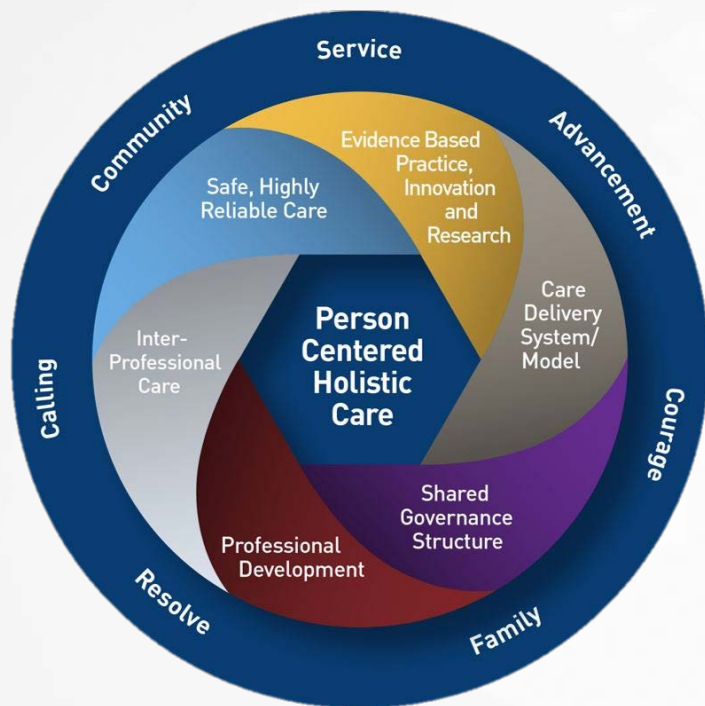 Service
Advancement
Courage
Family
Resolve
Calling
Community
Evidence Based
Practice,
Innovation
and
Research
Care
Delivery
System/
Model
Shared
Governance
Structure
Professional
Development
Inter-
Professional
Care
Safe, Highly
Reliable Care
Person
Centered
Holistic
Care